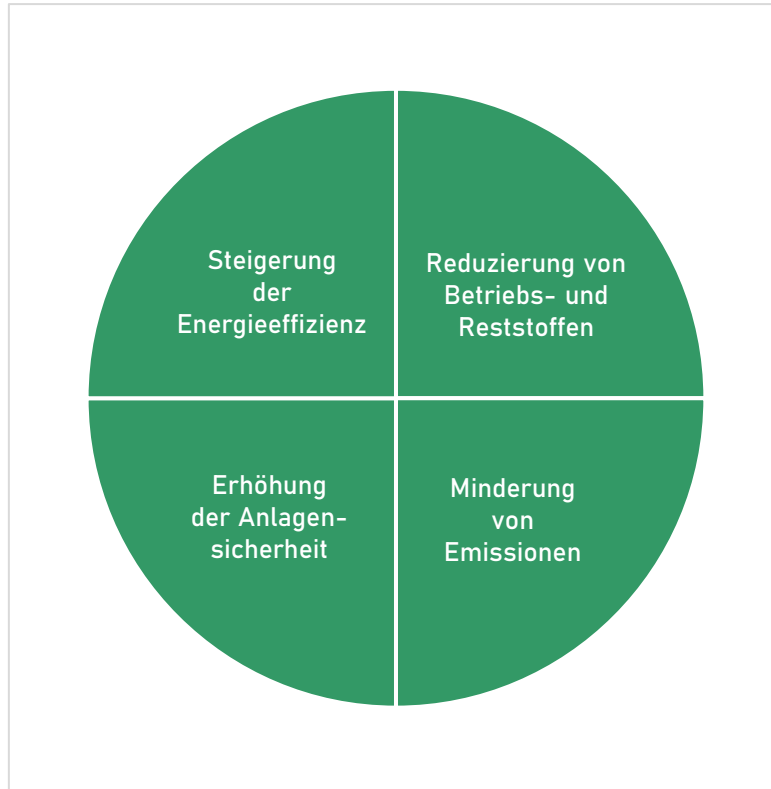 Steigerung
der
Energieeffizienz
Reduzierung von
Betriebs- und
Reststoffen
Erhöhung
der Anlagen-
sicherheit
Minderung
von
Emissionen